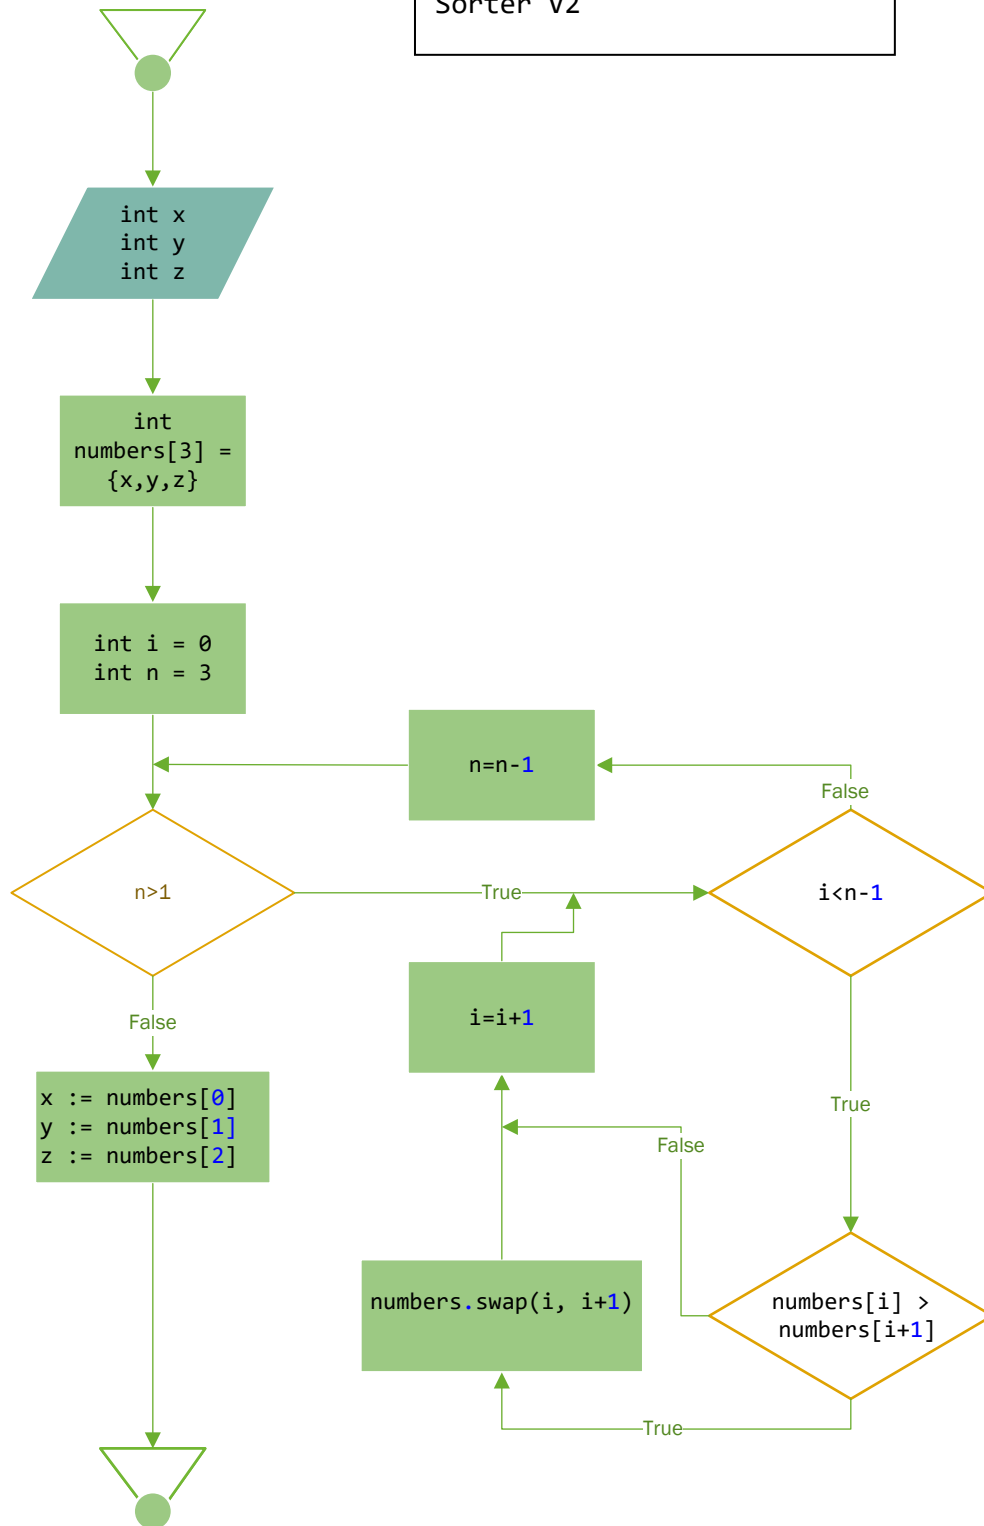 Sorter V2
int x
int y
int z
int
numbers[3] =
{x,y,z}
int i = 0
int n = 3
n=n-1
False
n>1
True
i<n-1
False
i=i+1
x := numbers[0]
y := numbers[1]
z := numbers[2]
True
False
numbers.swap(i, i+1)
numbers[i] >
numbers[i+1]
True